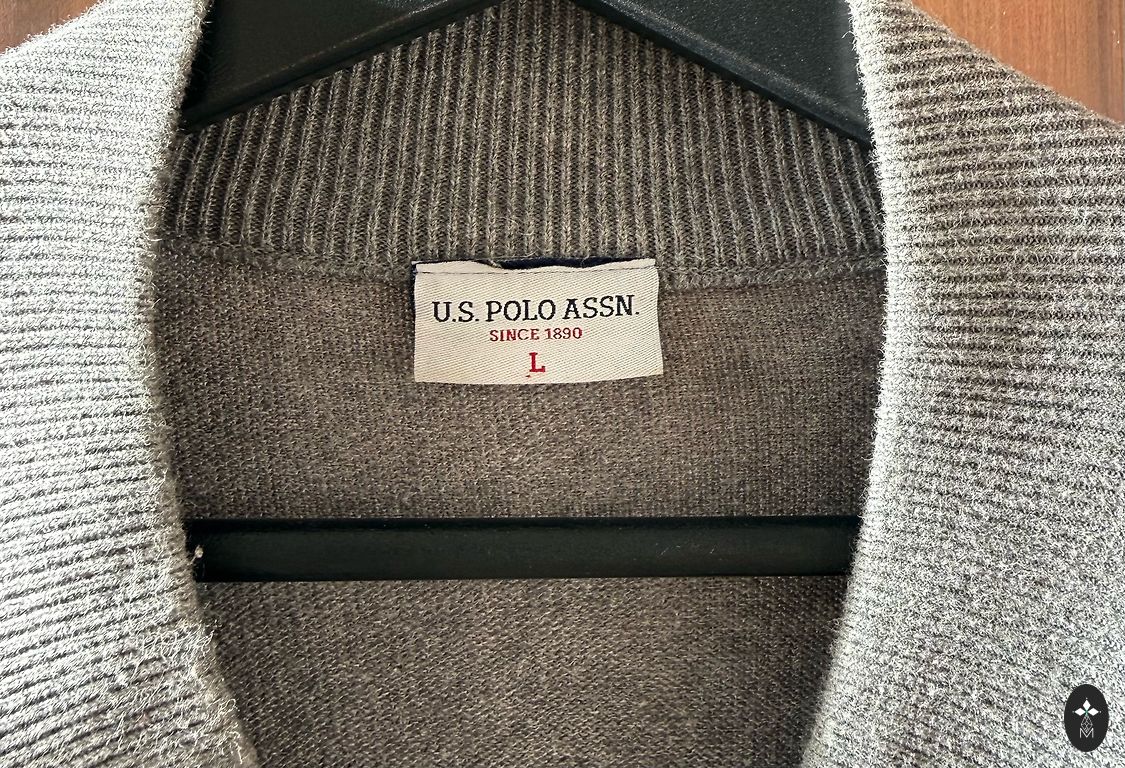 U.S. POLO ASSN.
SINCE 1890
L
M